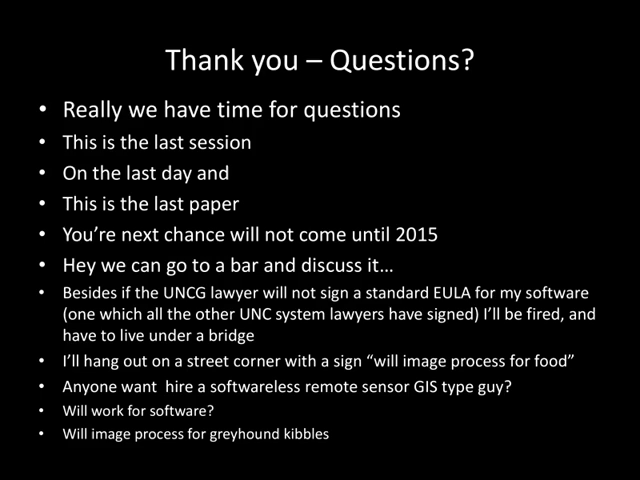 Thank you – Questions?
• Really we have time for questions
• This is the last session
• On the last day and
• This is the last paper
• You’re next chance will not come until 2015
• Hey we can go to a bar and discuss it…
• Besides if the UNCG lawyer will not sign a standard EULA for my software
(one which all the other UNC system lawyers have signed) I’ll be fired, and
have to live under a bridge
• I’ll hang out on a street corner with a sign “will image process for food”
• Anyone want  hire a softwareless remote sensor GIS type guy?
• Will work for software?
• Will image process for greyhound kibbles